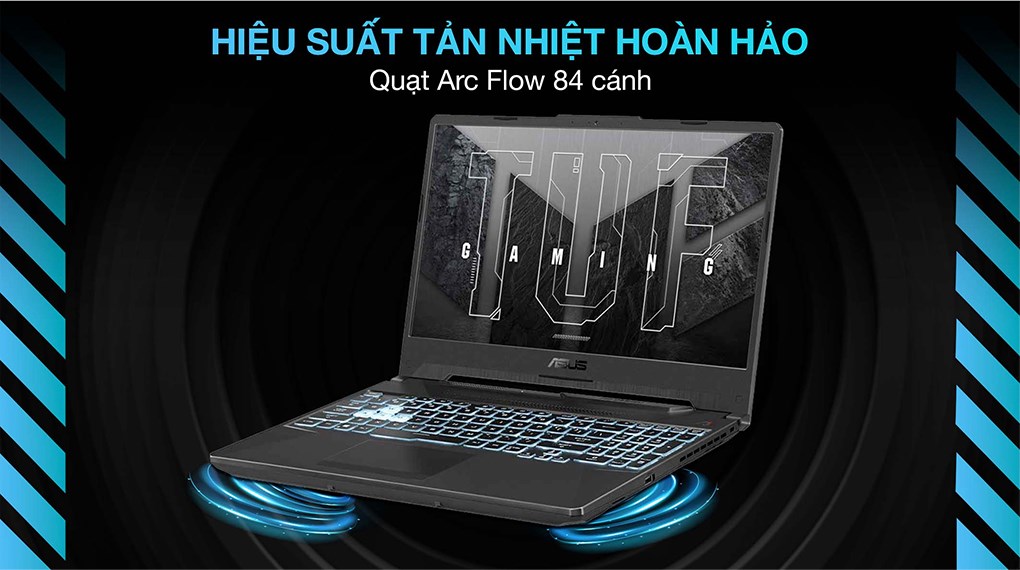 HIỆU SUẤT TẢN NHIỆT HOÀN HẢO
Quạt Arc Flow 84 cánh
TUF
GAMING
ASUS